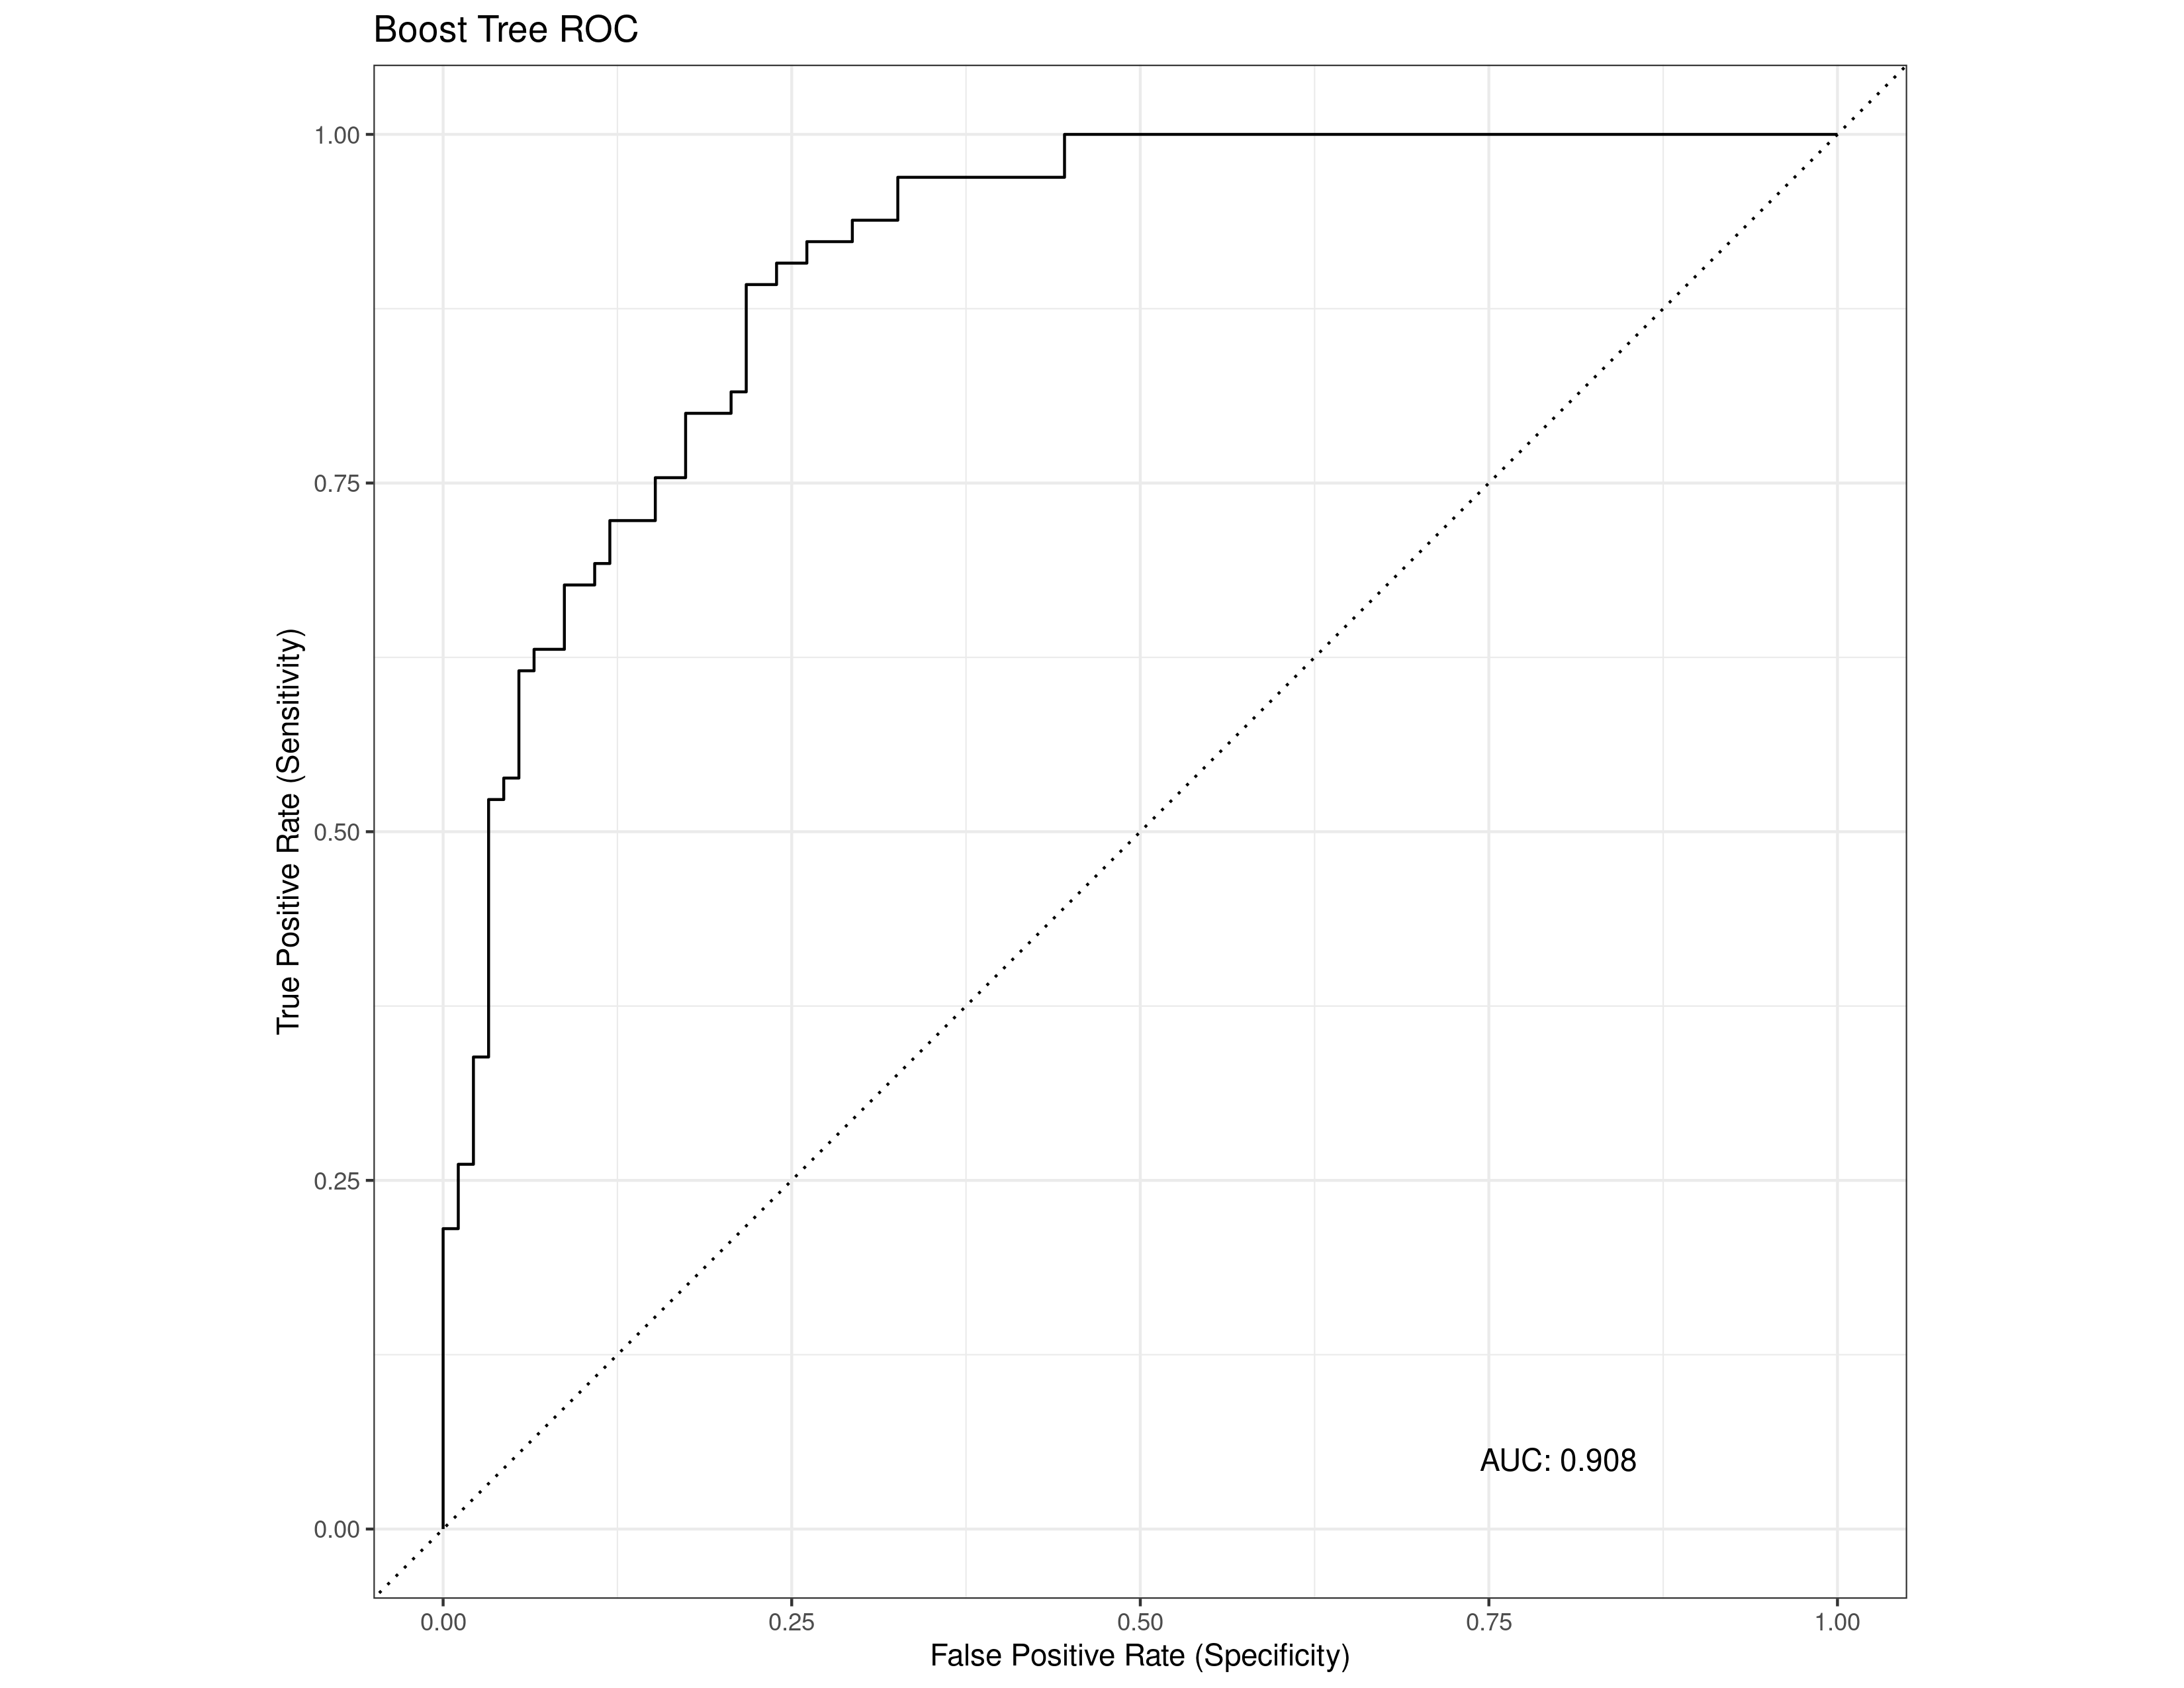 Boost Tree ROC
True Positive Rate (Sensitivity)
1.00
0.75
0.50
0.25
0.00
AUC: 0.908
0.00 0.25 0.50 0.75 1.00
False Positive Rate (Specificity)